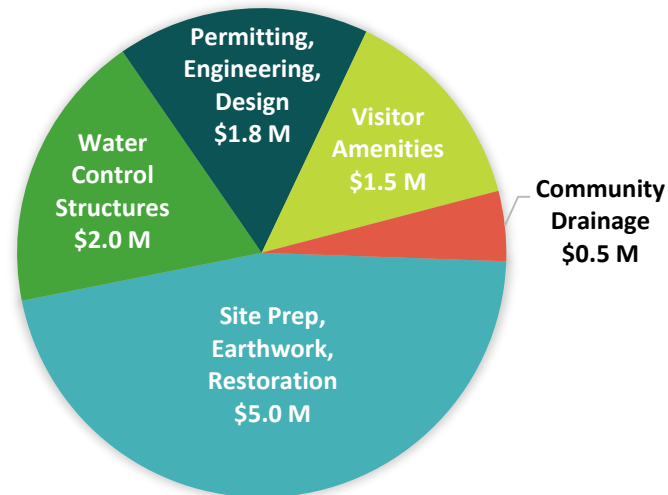 Permitting,
Engineering,
Design
$1.8 M
Visitor
Amenities
$1.5 M
Community
Drainage
$0.5 M
Site Prep,
Earthwork,
Restoration
$5.0 M
Water
Control
Structures
$2.0 M